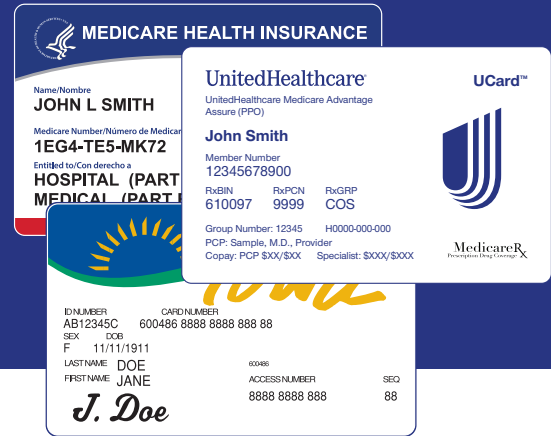 MEDICARE HEALTH INSURANCE
Name/Nombre
JOHN L SMITH
Medicare Number/Número de Medicar
1EG4-TE5-MK72
Entitled to/Con derecho a
HOSPITAL (PART
MEDICAL (PART
UnitedHealthcare®
UCard™
UnitedHealthcare Medicare Advantage
Assure (PPO)
John Smith
Member Number
12345678900
RxBIN RxPCN RxGRP
610097 9999 COS
Group Number: 12345 H0000-000-000
PCP: Sample, M.D., Provider
Copay: PCP $XX/$XX Specialist: $XXX/$XXX
MedicareRx
Prescription Drug Coverage
ID NUMBER CARD NUMBER
AB12345C 600486 8888 8888 888 88
SEX DOB
F 11/11/1911
LAST NAME DOE
FIRST NAME JANE
600486
ACCESS NUMBER SEQ
8888 8888 888 88
J. Doe